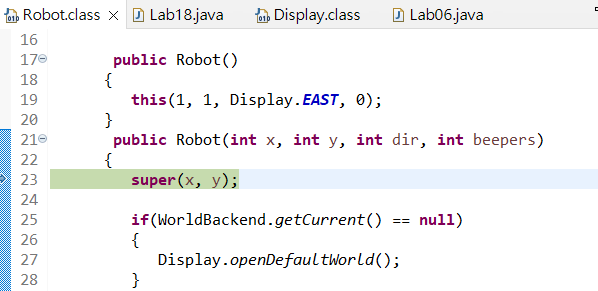 Robot.class Lab18.java Display.class Lab06.java
16
17 public Robot()
18 {
19 this(1, 1, Display.EAST, 0);
20 }
21 public Robot(int x, int y, int dir, int beepers)
22 {
23 super(x, y);
24
25 if(WorldBackend.getCurrent() == null)
26 {
27 Display.openDefaultWorld();
28 }